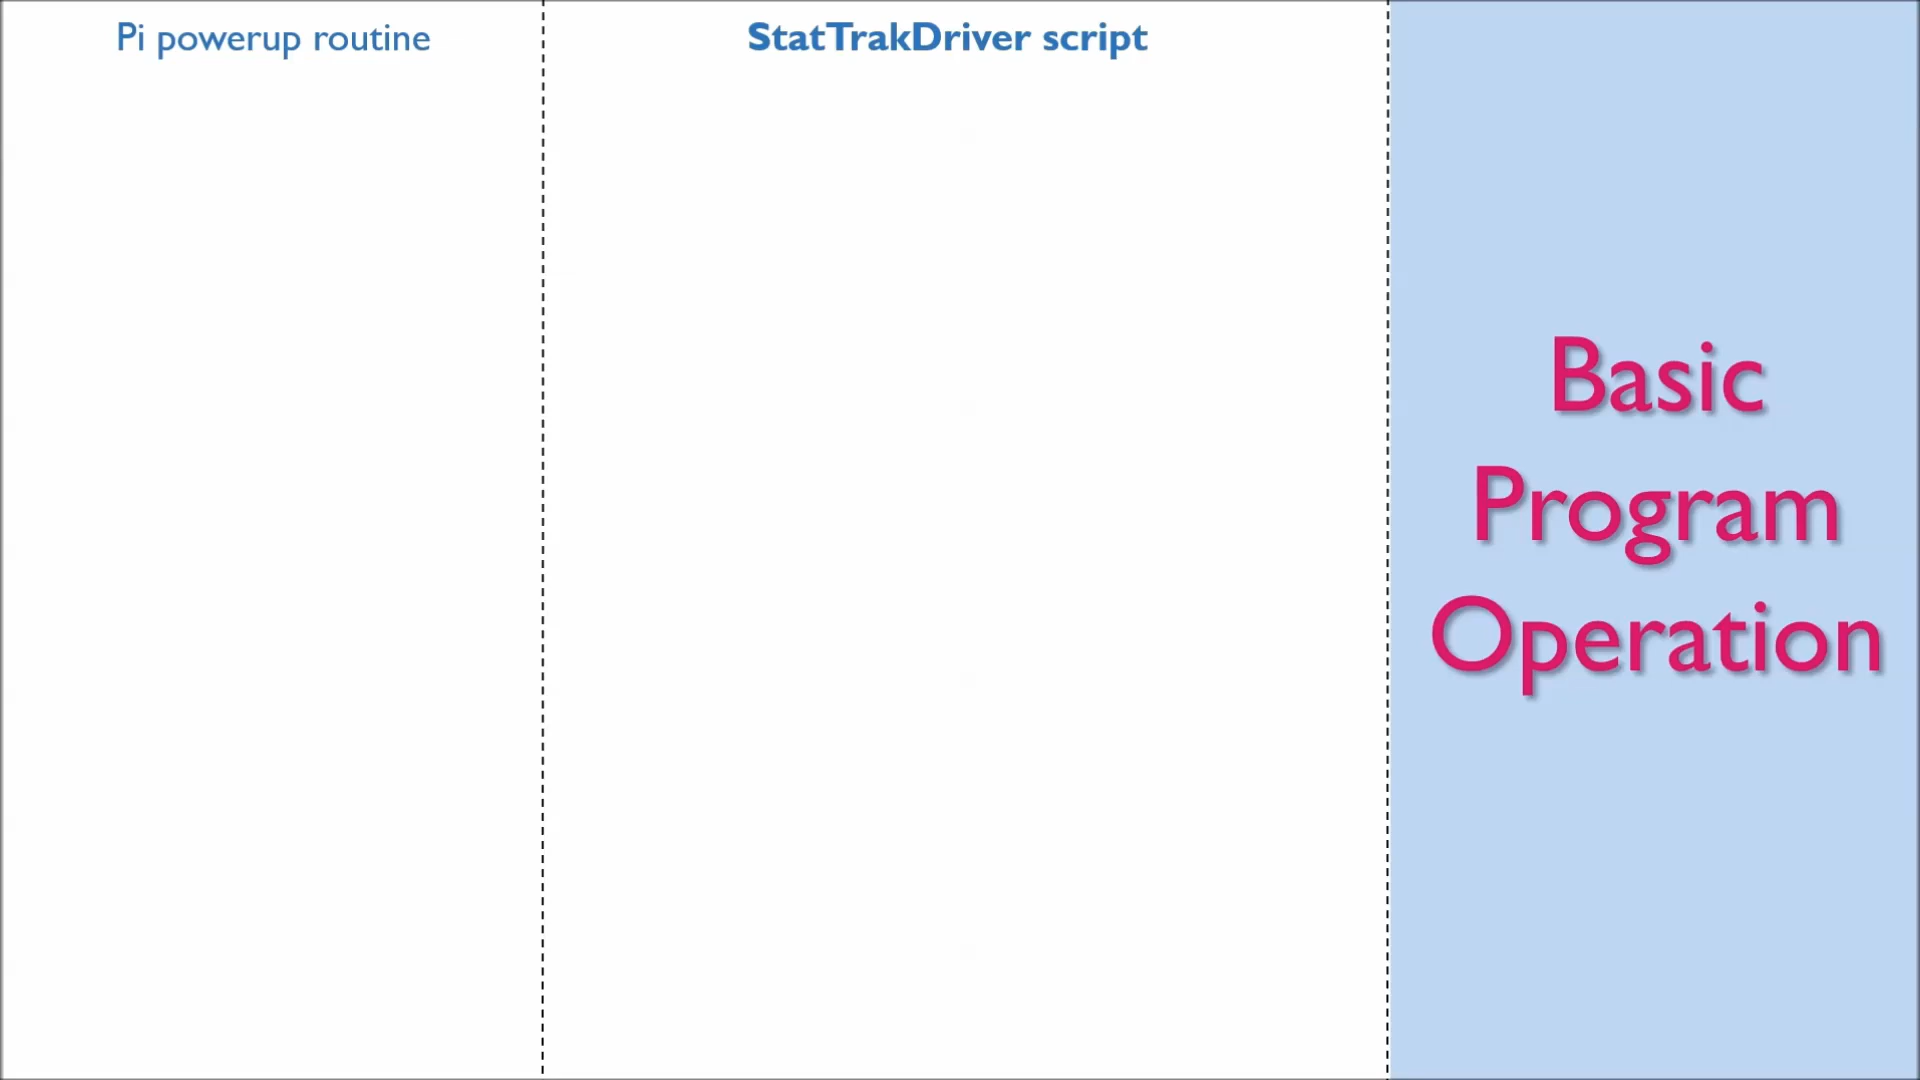 Pi powerup routine
StatTrakDriver script
Basic
Program
Operation